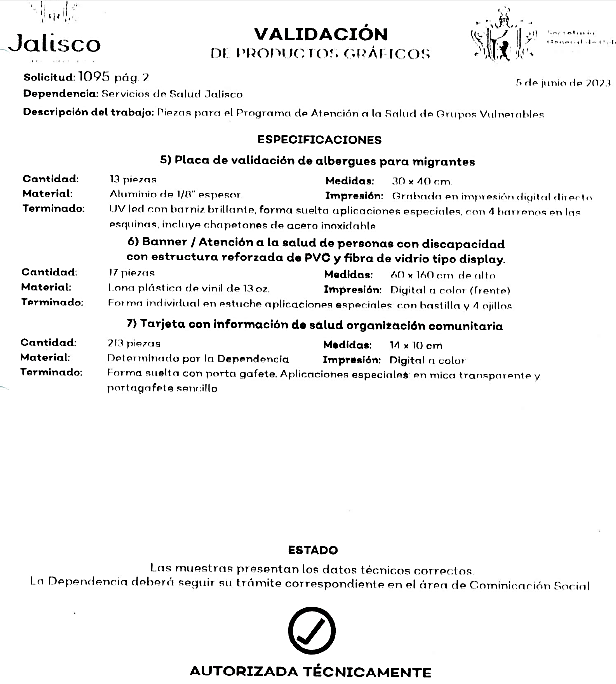 Jalisco
VALIDACIÓN
DE PRODUCTOS GRÁFICOS
Secretaría
General de
Solicitud: 1095 pág. 2
5 de junio de 2023
Dependencia: Servicios de Salud Jalisco
Descripción del trabajo: Piezas para el Programa de Atención a la Salud de Grupos Vulnerables
ESPECIFICACIONES
5) Placa de validación de albergues para migrantes
Cantidad: 13 piezas Medidas: 30 x 40 cm
Material: Aluminio de 1/8" espesor Impresión: Grabada en impresión digital directo
Terminado: UV led con barniz brillante, forma suelta aplicaciones especiales, con 4 barrenos en las
esquinas, incluye chapetones de acero inoxidable
6) Banner / Atención a la salud de personas con discapacidad
con estructura reforzada de PVC y fibra de vidrio tipo display.
Cantidad: 17 piezas Medidas: 60 x 160 cm de alto
Material: Lona plástica de vinil de 13 oz. Impresión: Digital a color (frente)
Terminado: Forma individual en estuche aplicaciones especiales: con bastilla y 4 ojillos
7) Tarjeta con información de salud organización comunitaria
Cantidad: 213 piezas Medidas: 14 x 10 cm
Material: Determinado por la Dependencia Impresión: Digital a color
Terminado: Forma suelta con porta gafete. Aplicaciones especiales: en mica transparente y
portagafete sencillo
ESTADO
Las muestras presentan los datos técnicos correctos
La Dependencia deberá seguir su trámite correspondiente en el área de Cominicación Social
AUTORIZADA TÉCNICAMENTE